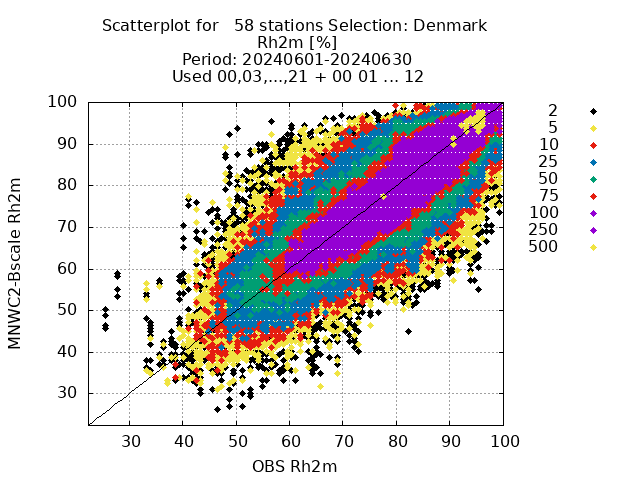 Scatterplot for   58 stations Selection: Denmark
Rh2m [%]
Period: 20240601-20240630
Used 00,03,...,21 + 00 01 ... 12
100
90
80
70
60
50
40
30
MNWC2-Bscale Rh2m
30 40 50 60 70 80 90 100
OBS Rh2m
2
5
10
25
50
75
100
250
500